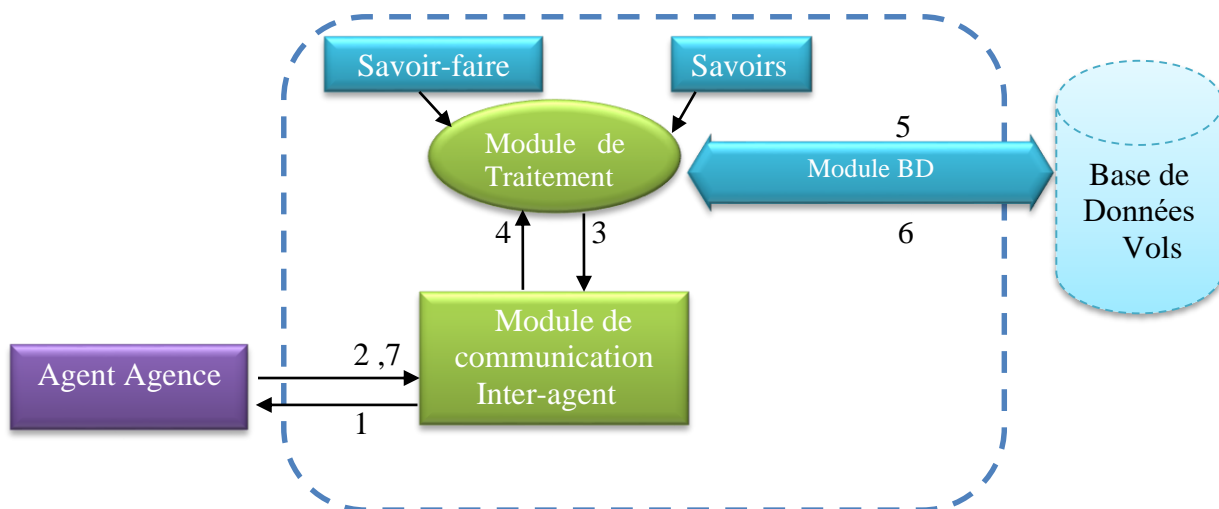 Savoir-faire
Savoirs
Module de
Traitement
5
Module BD
6
Base de
Données
Vols
4
3
Module de
communication
Inter-agent
Agent Agence
2 ,7
1